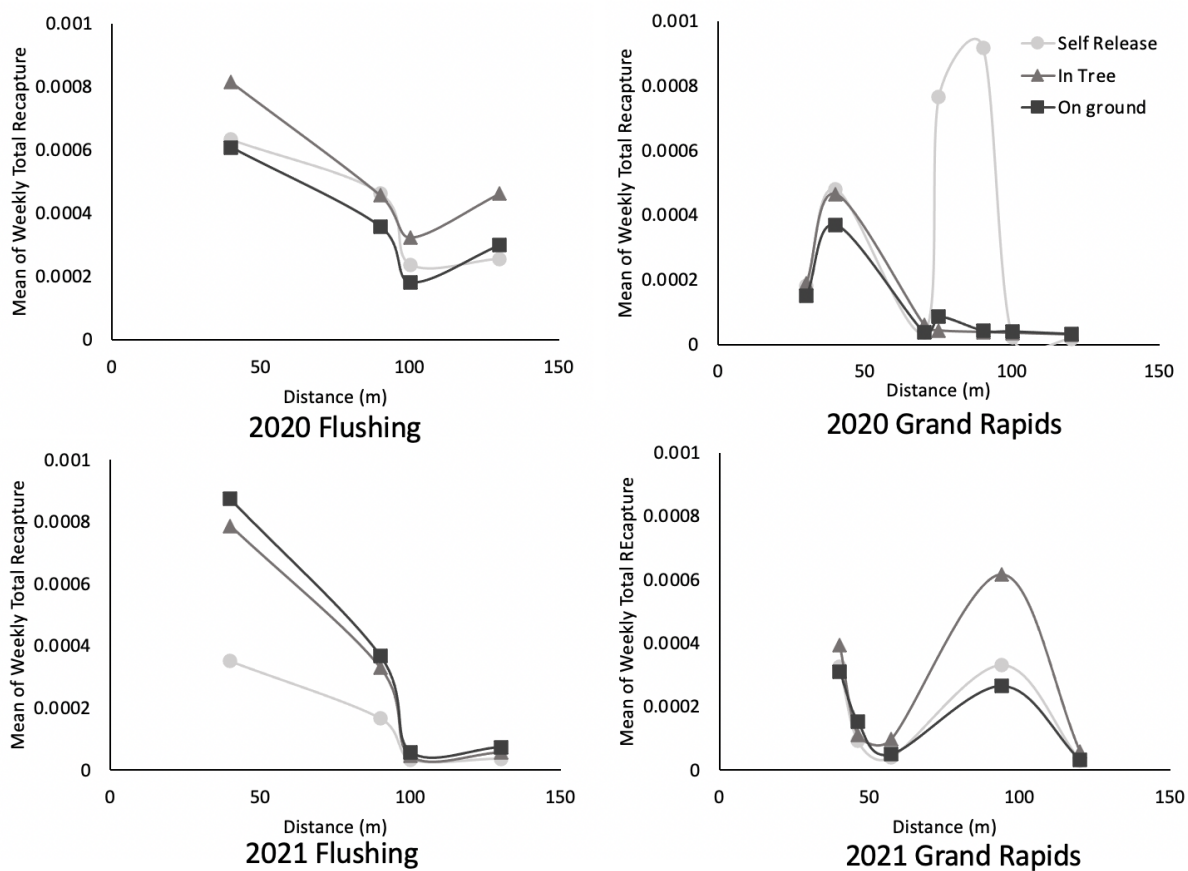 0.001
0.0008
0.0006
0.0004
0.0002
0
Mean of Weekly Total Recapture
0 50 100 150
Distance (m)
2020 Flushing
0.001
0.0008
0.0006
0.0004
0.0002
0
Mean of Weekly Total Recapture
Self Release
In Tree
On ground
0 50 100 150
Distance (m)
2020 Grand Rapids
0.001
0.0008
0.0006
0.0004
0.0002
0
Mean of Weekly Total Recapture
0 50 100 150
Distance (m)
2021 Flushing
0.001
0.0008
0.0006
0.0004
0.0002
0
Mean of Weekly Total REcapture
0 50 100 150
Distance (m)
2021 Grand Rapids